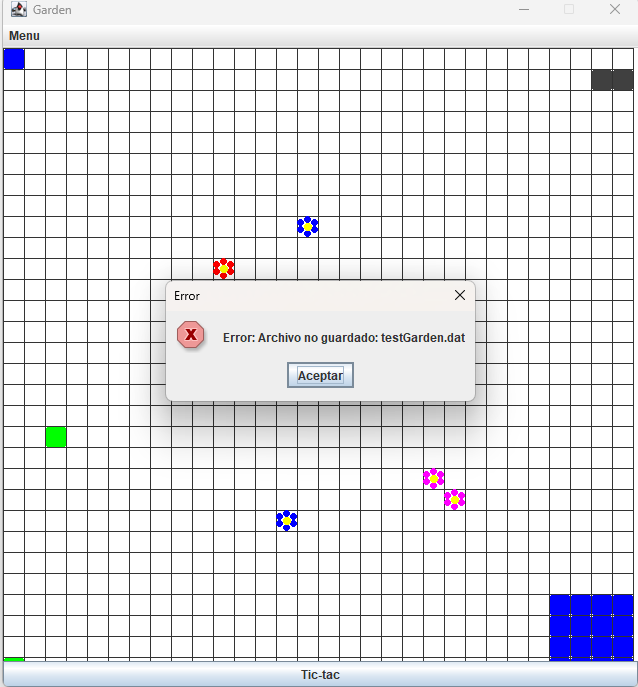 Garden
Menu
Error
Error: Archivo no guardado: testGarden.dat
Aceptar
Tic-tac